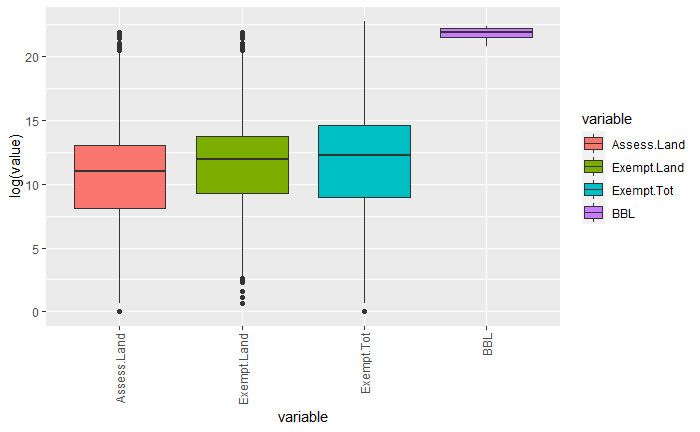 log(value)
20
15
10
5
0
Assess.Land
Exempt.Land
Exempt.Tot
BBL
variable
variable
Assess.Land
Exempt.Land
Exempt.Tot
BBL